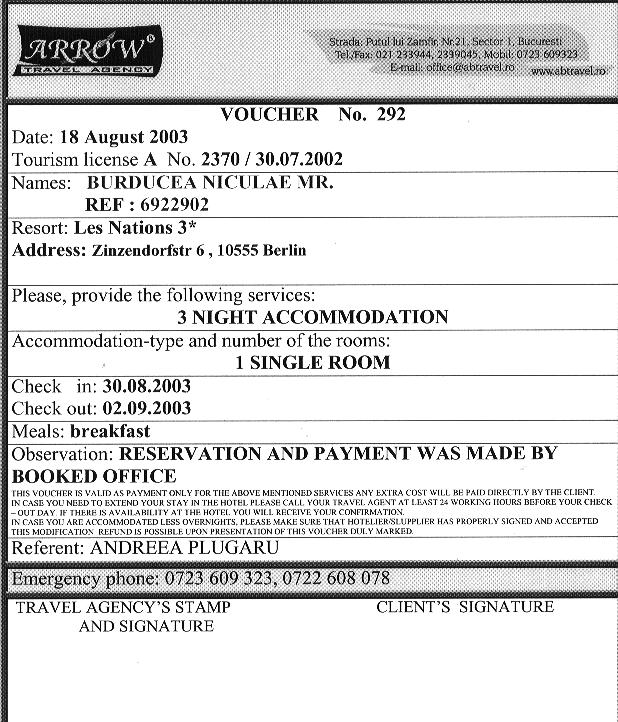 ARROW®
TRAVEL AGENCY
Strada: Putul lui Zamfir, Nr.21, Sector 1, Bucuresti
Tel./Fax: 021 233944, 2339045, Mobil: 0723 609323
E-mail: office@abtravel.ro www.abtravel.ro
VOUCHER No. 292
Date: 18 August 2003
Tourism license A No. 2370 / 30.07.2002
Names: BURDUCEA NICULAE MR.
REF : 6922902
Resort: Les Nations 3*
Address: Zinzendorfstr 6 , 10555 Berlin
Please, provide the following services:
3 NIGHT ACCOMMODATION
Accommodation-type and number of the rooms:
1 SINGLE ROOM
Check in: 30.08.2003
Check out: 02.09.2003
Meals: breakfast
Observation: RESERVATION AND PAYMENT WAS MADE BY
BOOKED OFFICE
THIS VOUCHER IS VALID AS PAYMENT ONLY FOR THE ABOVE MENTIONED SERVICES ANY EXTRA COST WILL BE PAID DIRECTLY BY THE CLIENT.
IN CASE YOU NEED TO EXTEND YOUR STAY IN THE HOTEL PLEASE CALL YOUR TRAVEL AGENT AT LEAST 24 WORKING HOURS BEFORE YOUR CHECK
– OUT DAY. IF THERE IS AVAILABILITY AT THE HOTEL YOU WILL RECEIVE YOUR CONFIRMATION.
IN CASE YOU ARE ACCOMMODATED LESS OVERNIGHTS, PLEASE MAKE SURE THAT HOTELIER/SLUPPLIER HAS PROPERLY SIGNED AND ACCEPTED
THIS MODIFICATION REFUND IS POSSIBLE UPON PRESENTATION OF THIS VOUCHER DULY MARKED.
Referent: ANDREEA PLUGARU
Emergency phone: 0723 609 323, 0722 608 078
TRAVEL AGENCY'S STAMP CLIENT'S SIGNATURE
AND SIGNATURE